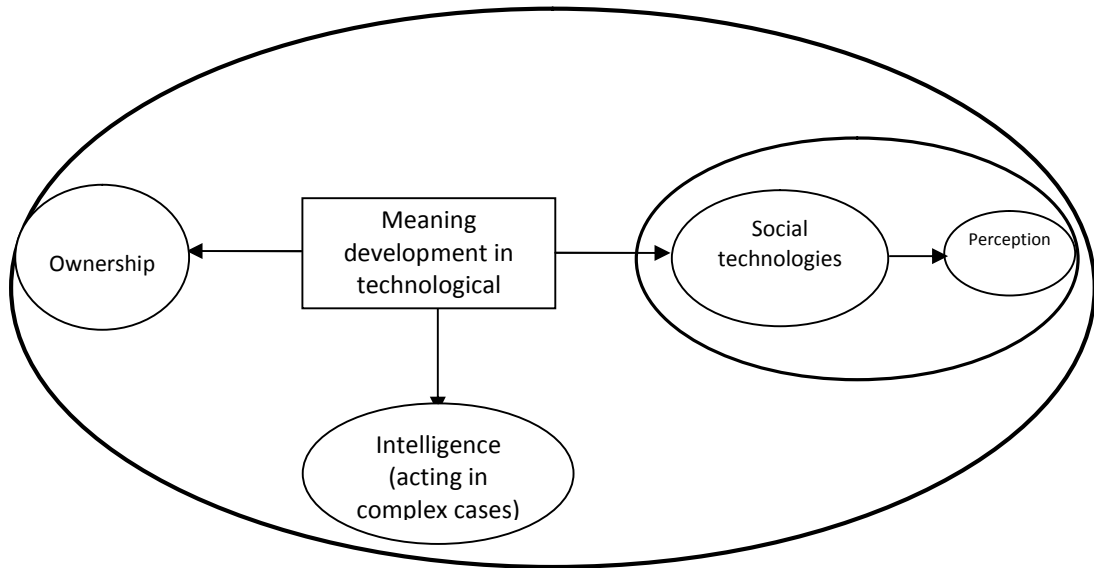 Ownership
Meaning
development in
technological
Social
technologies
Perception
Intelligence
(acting in
complex cases)